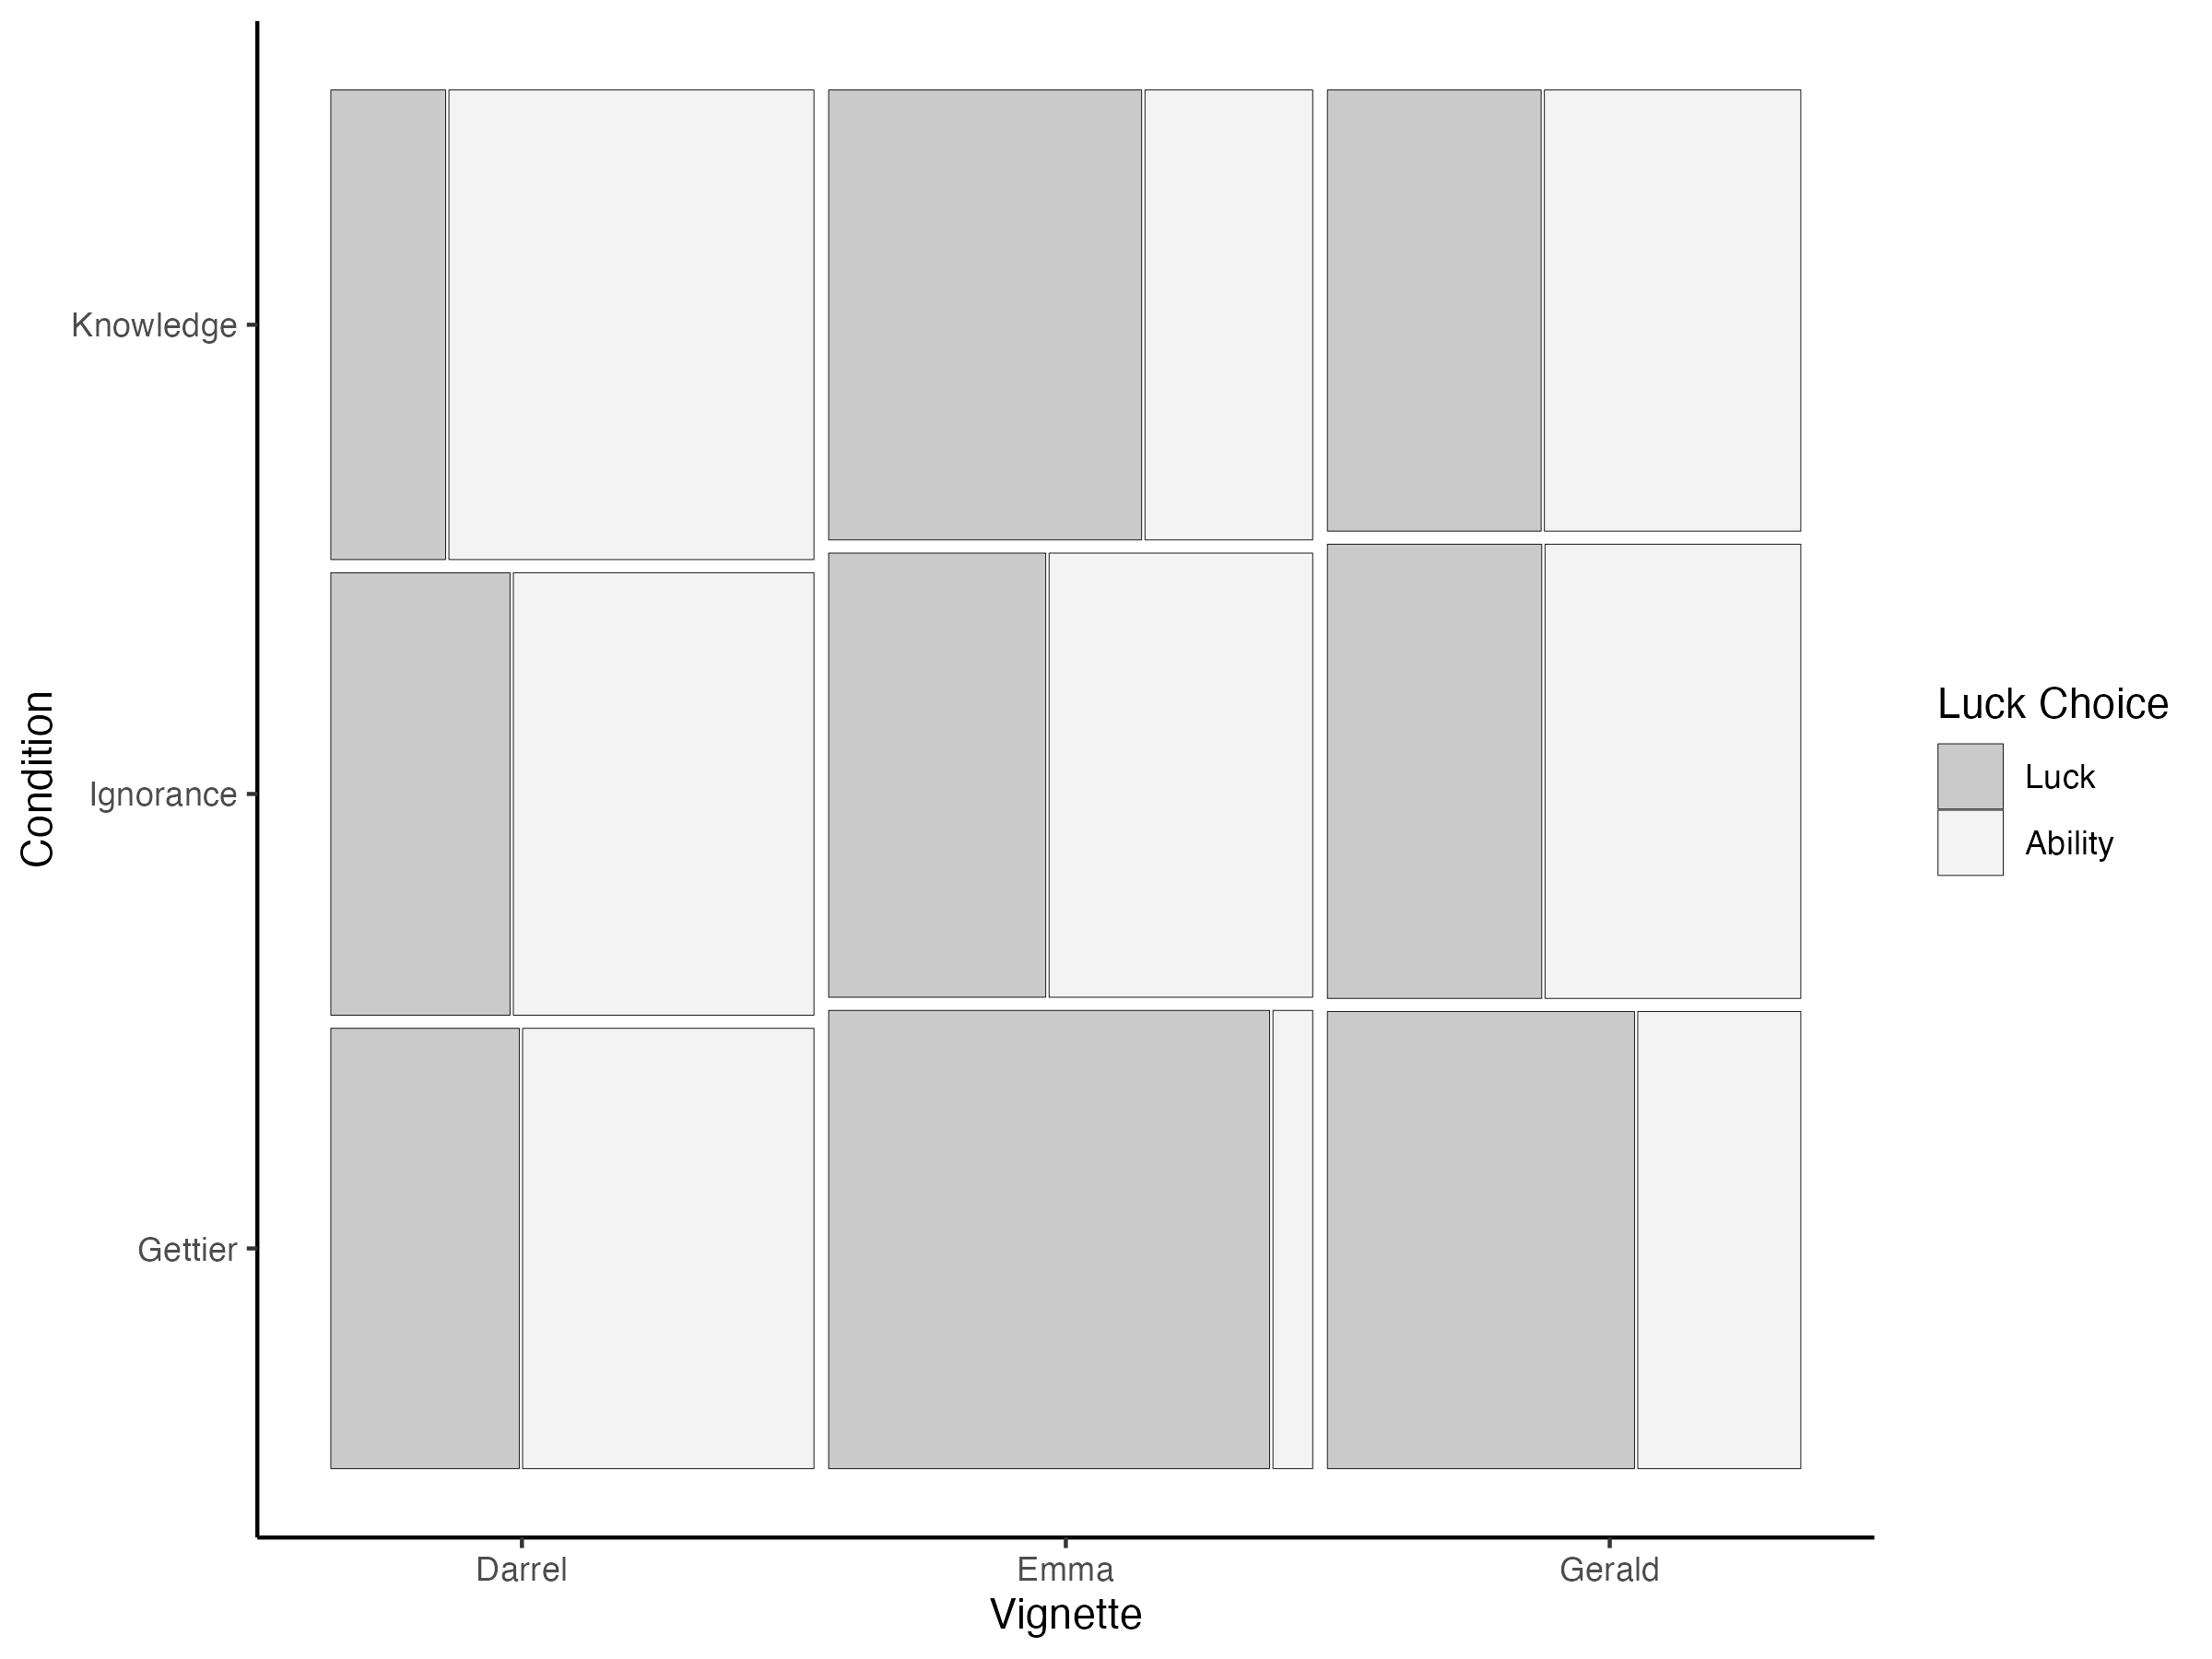 Condition
Knowledge
Ignorance
Gettier
Darrel
Emma
Gerald
Vignette
Luck Choice
Luck
Ability